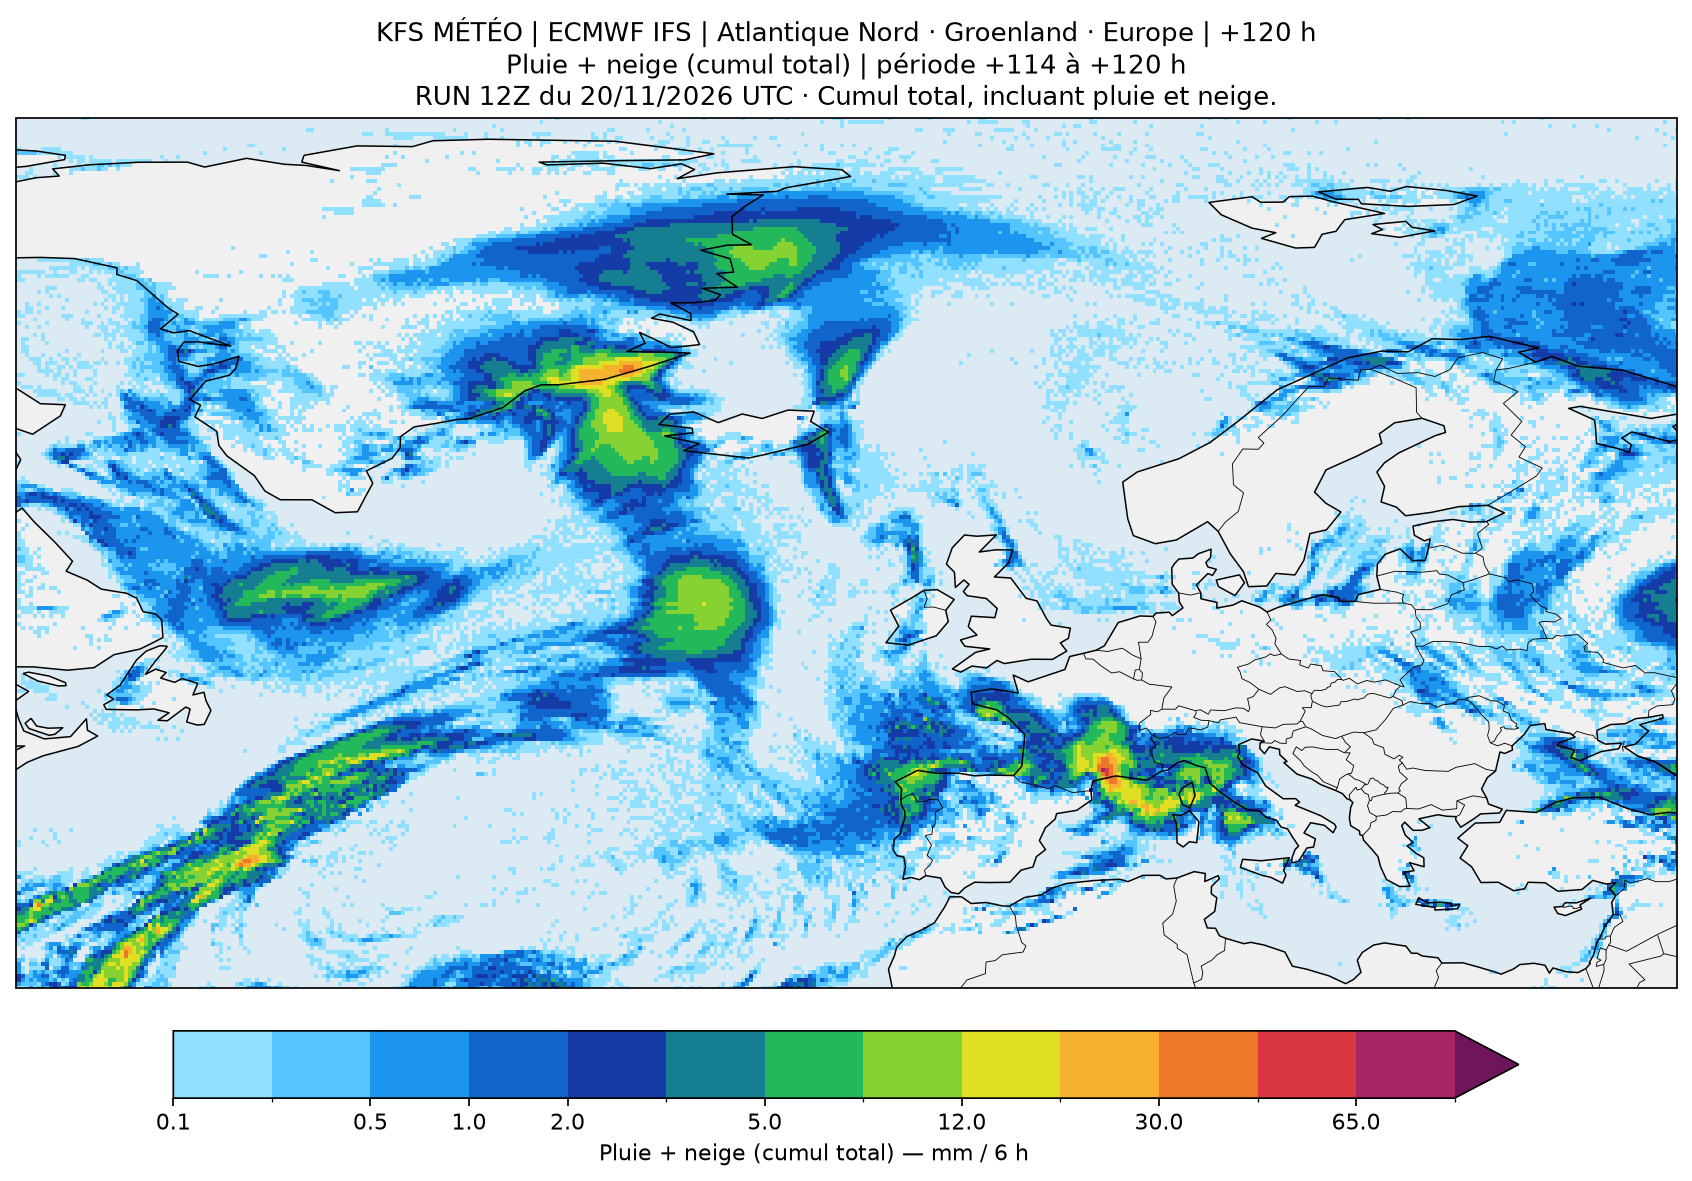 KFS MÉTÉO | ECMWF IFS | Atlantique Nord · Groenland · Europe | +120 h
Pluie + neige (cumul total) | période +114 à +120 h
RUN 12Z du 20/11/2026 UTC · Cumul total, incluant pluie et neige.
0.1 0.5 1.0 2.0 5.0 12.0 30.0 65.0
Pluie + neige (cumul total) — mm / 6 h